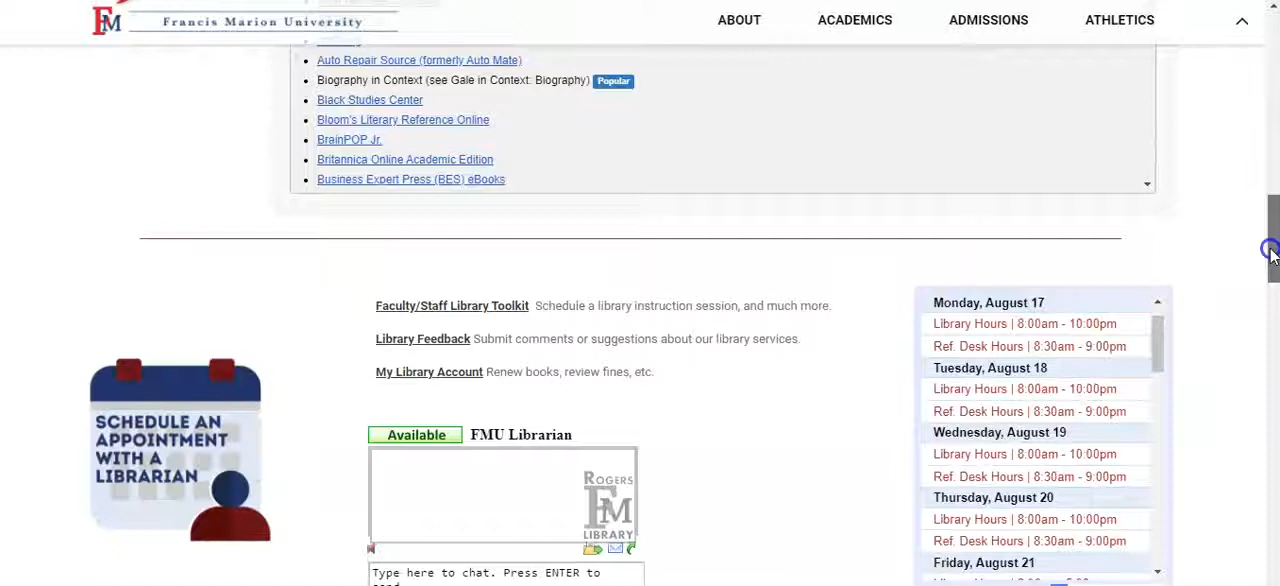 FM Francis Marion University
ABOUT
ACADEMICS
ADMISSIONS
ATHLETICS
Auto Repair Source (formerly Auto Mate)
Biography in Context (see Gale in Context: Biography) Popular
Black Studies Center
Bloom's Literary Reference Online
BrainPOP Jr.
Britannica Online Academic Edition
Business Expert Press (BES) eBooks
SCHEDULE AN
APPOINTMENT
WITH A
LIBRARIAN
Faculty/Staff Library Toolkit Schedule a library instruction session, and much more.
Library Feedback Submit comments or suggestions about our library services.
My Library Account Renew books, review fines, etc.
Available FMU Librarian
ROGERS
FM
LIBRARY
Type here to chat. Press ENTER to
Monday, August 17
Library Hours | 8:00am - 10:00pm
Ref. Desk Hours | 8:30am - 9:00pm
Tuesday, August 18
Library Hours | 8:00am - 10:00pm
Ref. Desk Hours | 8:30am - 9:00pm
Wednesday, August 19
Library Hours | 8:00am - 10:00pm
Ref. Desk Hours | 8:30am - 9:00pm
Thursday, August 20
Library Hours | 8:00am - 10:00pm
Ref. Desk Hours | 8:30am - 9:00pm
Friday, August 21